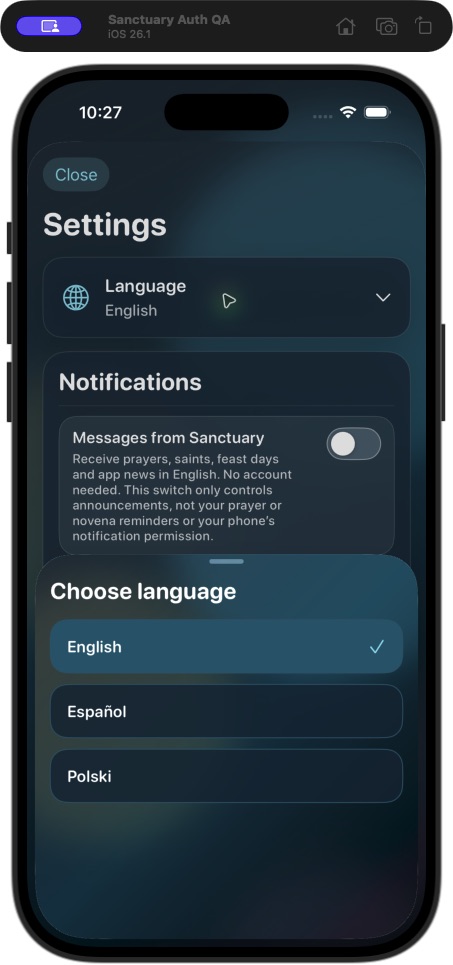 Sanctuary Auth QA
iOS 26.1
10:27
Close
Settings
Language
English
Notifications
Messages from Sanctuary
Receive prayers, saints, feast days
and app news in English. No account
needed. This switch only controls
announcements, not your prayer or
novena reminders or your phone's
notification permission.
Choose language
English
Español
Polski